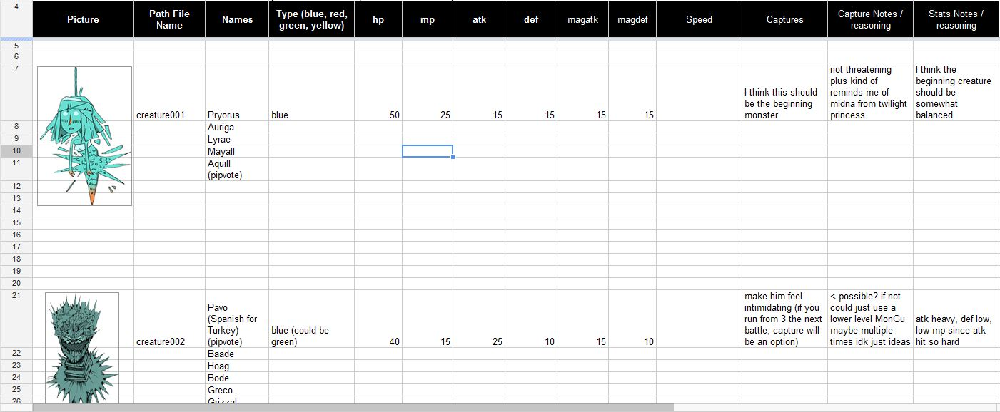 4
Picture
Path File
Name
Names
Type (blue, red,
green, yellow)
hp
mp
atk
def
magatk
magdef
Speed
Captures
Capture Notes /
reasoning
Stats Notes /
reasoning
5
6
7
creature001
Pryorus
blue
50
25
15
15
15
15
I think this should
be the beginning
monster
not threatening
plus kind of
reminds me of
midna from twilight
princess
I think the
beginning creature
should be
somewhat
balanced
8
Auriga
9
Lyrae
10
Mayall
11
Aquill
(pipvote)
12
13
14
15
16
17
18
19
20
21
creature002
Pavo
(Spanish for
Turkey)
(pipvote)
blue (could be
green)
40
15
25
10
15
10
make him feel
intimidating (if you
run from 3 the next
battle, capture will
be an option)
<-possible? if not
could just use a
lower level MonGu
maybe multiple
times idk just ideas
atk heavy, def low,
low mp since atk
hit so hard
22
Baade
23
Hoag
24
Bode
25
Greco
26
Grizzal